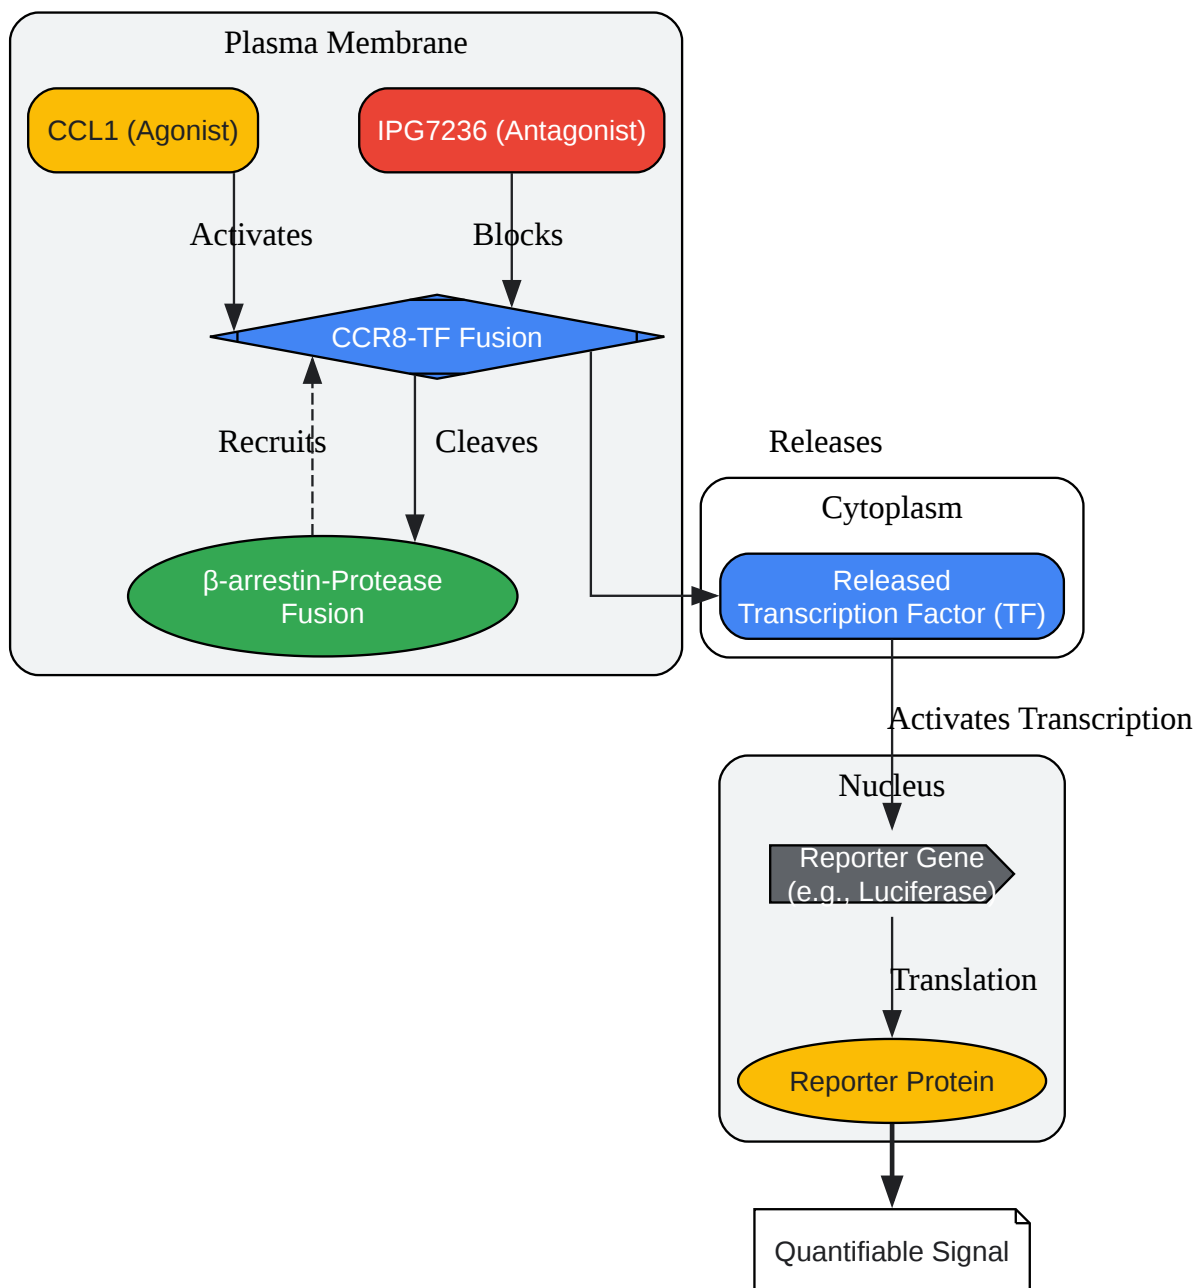 Plasma Membrane
CCL1 (Agonist)
IPG7236 (Antagonist)
Activates
Blocks
CCR8-TF Fusion
Recruits
Cleaves
Releases
Cytoplasm
β-arrestin-Protease
Fusion
Released
Transcription Factor (TF)
Activates Transcription
Nucleus
Reporter Gene
(e.g., Luciferase)
Translation
Reporter Protein
Quantifiable Signal